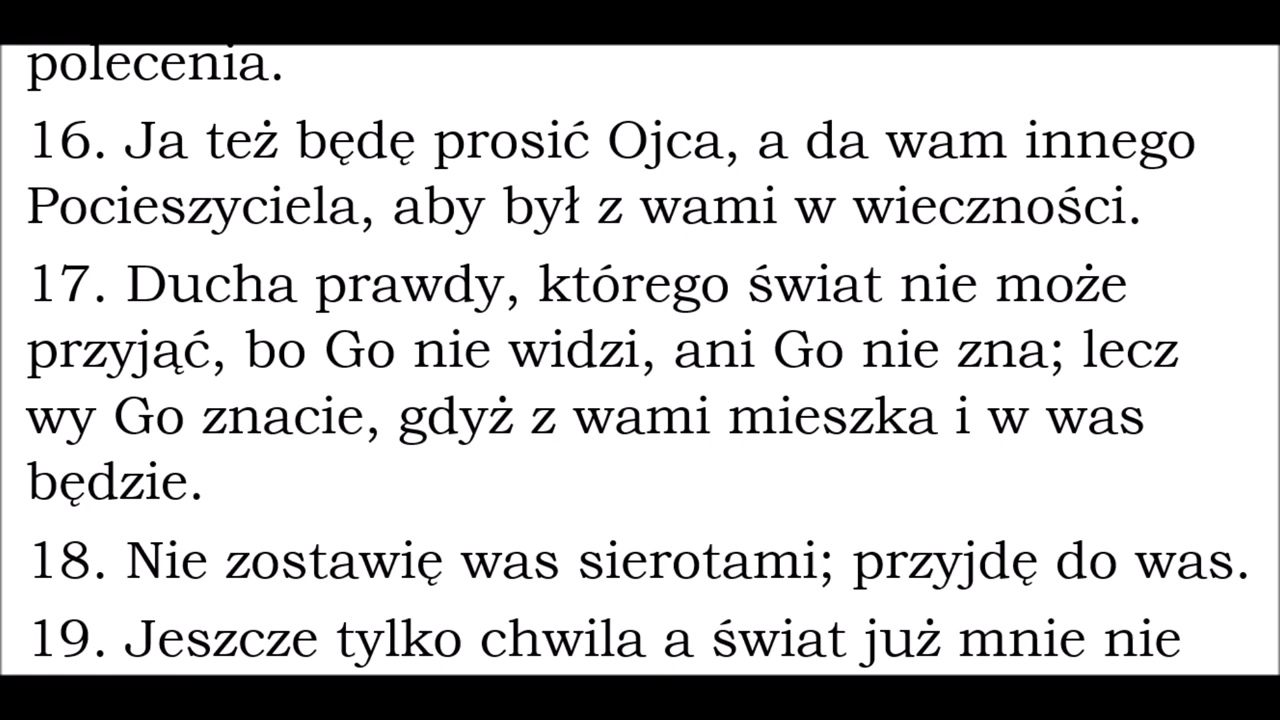 polecenia.
16. Ja też będę prosić Ojca, a da wam innego
Pocieszyciela, aby był z wami w wieczności.
17. Ducha prawdy, którego świat nie może
przyjąć, bo Go nie widzi, ani Go nie zna; lecz
wy Go znacie, gdyż z wami mieszka i w was
będzie.
18. Nie zostawię was sierotami; przyjdę do was.
19. Jeszcze tylko chwila a świat już mnie nie